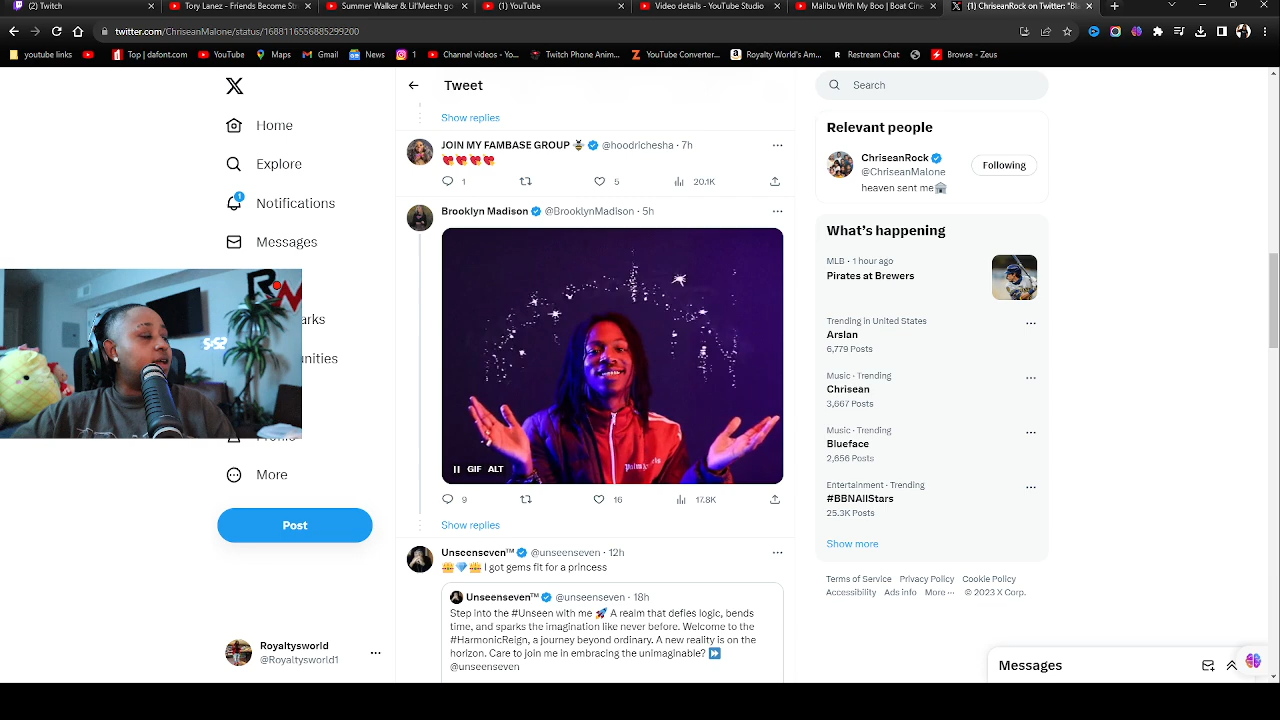 (2) Twitch
Tory Lanez - Friends Become St
Summer Walker & Lil'Meech g
(1) YouTube
Video details - YouTube Studio
Malibu With My Boo | Boat Cine
(1) ChriseanRock on Twitter: "Bl
twitter.com/ChriseanMalone/status/1688116556885299200
youtube links
Top | dafont.com
YouTube
Maps
Gmail
News
1
Channel videos - Yo...
Twitch Phone Anim...
YouTube Converter...
Royalty World's Am...
Restream Chat
Browse - Zeus
Home
Explore
1
Notifications
Messages
arks
unities
Profile
More
Post
Royaltysworld
@Royaltysworld1
5:52
Tweet
Show replies
JOIN MY FAMBASE GROUP 🐝 @hoodrichesha · 7h
💘💘💘💘
1 5 20.1K
Brooklyn Madison @BrooklynMadison · 5h
GIF ALT
9 16 17.8K
Show replies
Unseenseven™ @unseenseven · 12h
👑💎👑 I got gems fit for a princess
Unseenseven™ @unseenseven · 18h
Step into the #Unseen with me 🚀 A realm that defies logic, bends
time, and sparks the imagination like never before. Welcome to the
#HarmonicReign, a journey beyond ordinary. A new reality is on the
horizon. Care to join me in embracing the unimaginable? ⏩
@unseenseven
Search
Relevant people
ChriseanRock
@ChriseanMalone
heaven sent me🏚
Following
What's happening
MLB · 1 hour ago
Pirates at Brewers
Trending in United States
Arslan
6,779 Posts
Music · Trending
Chrisean
3,667 Posts
Music · Trending
Blueface
2,656 Posts
Entertainment · Trending
#BBNAllStars
25.3K Posts
Show more
Terms of Service Privacy Policy Cookie Policy
Accessibility Ads info More ··· © 2023 X Corp.
Messages